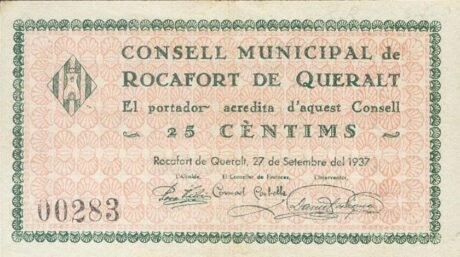 CONSELL MUNICIPAL de
ROCAFORT DE QUERALT
El portador acredita d'aquest Consell
25 CÈNTIMS
Rocafort de Queralt, 27 de Setembre del 1937
L'Alcalde, El Conseller de Finances, L'Interventor,
00283